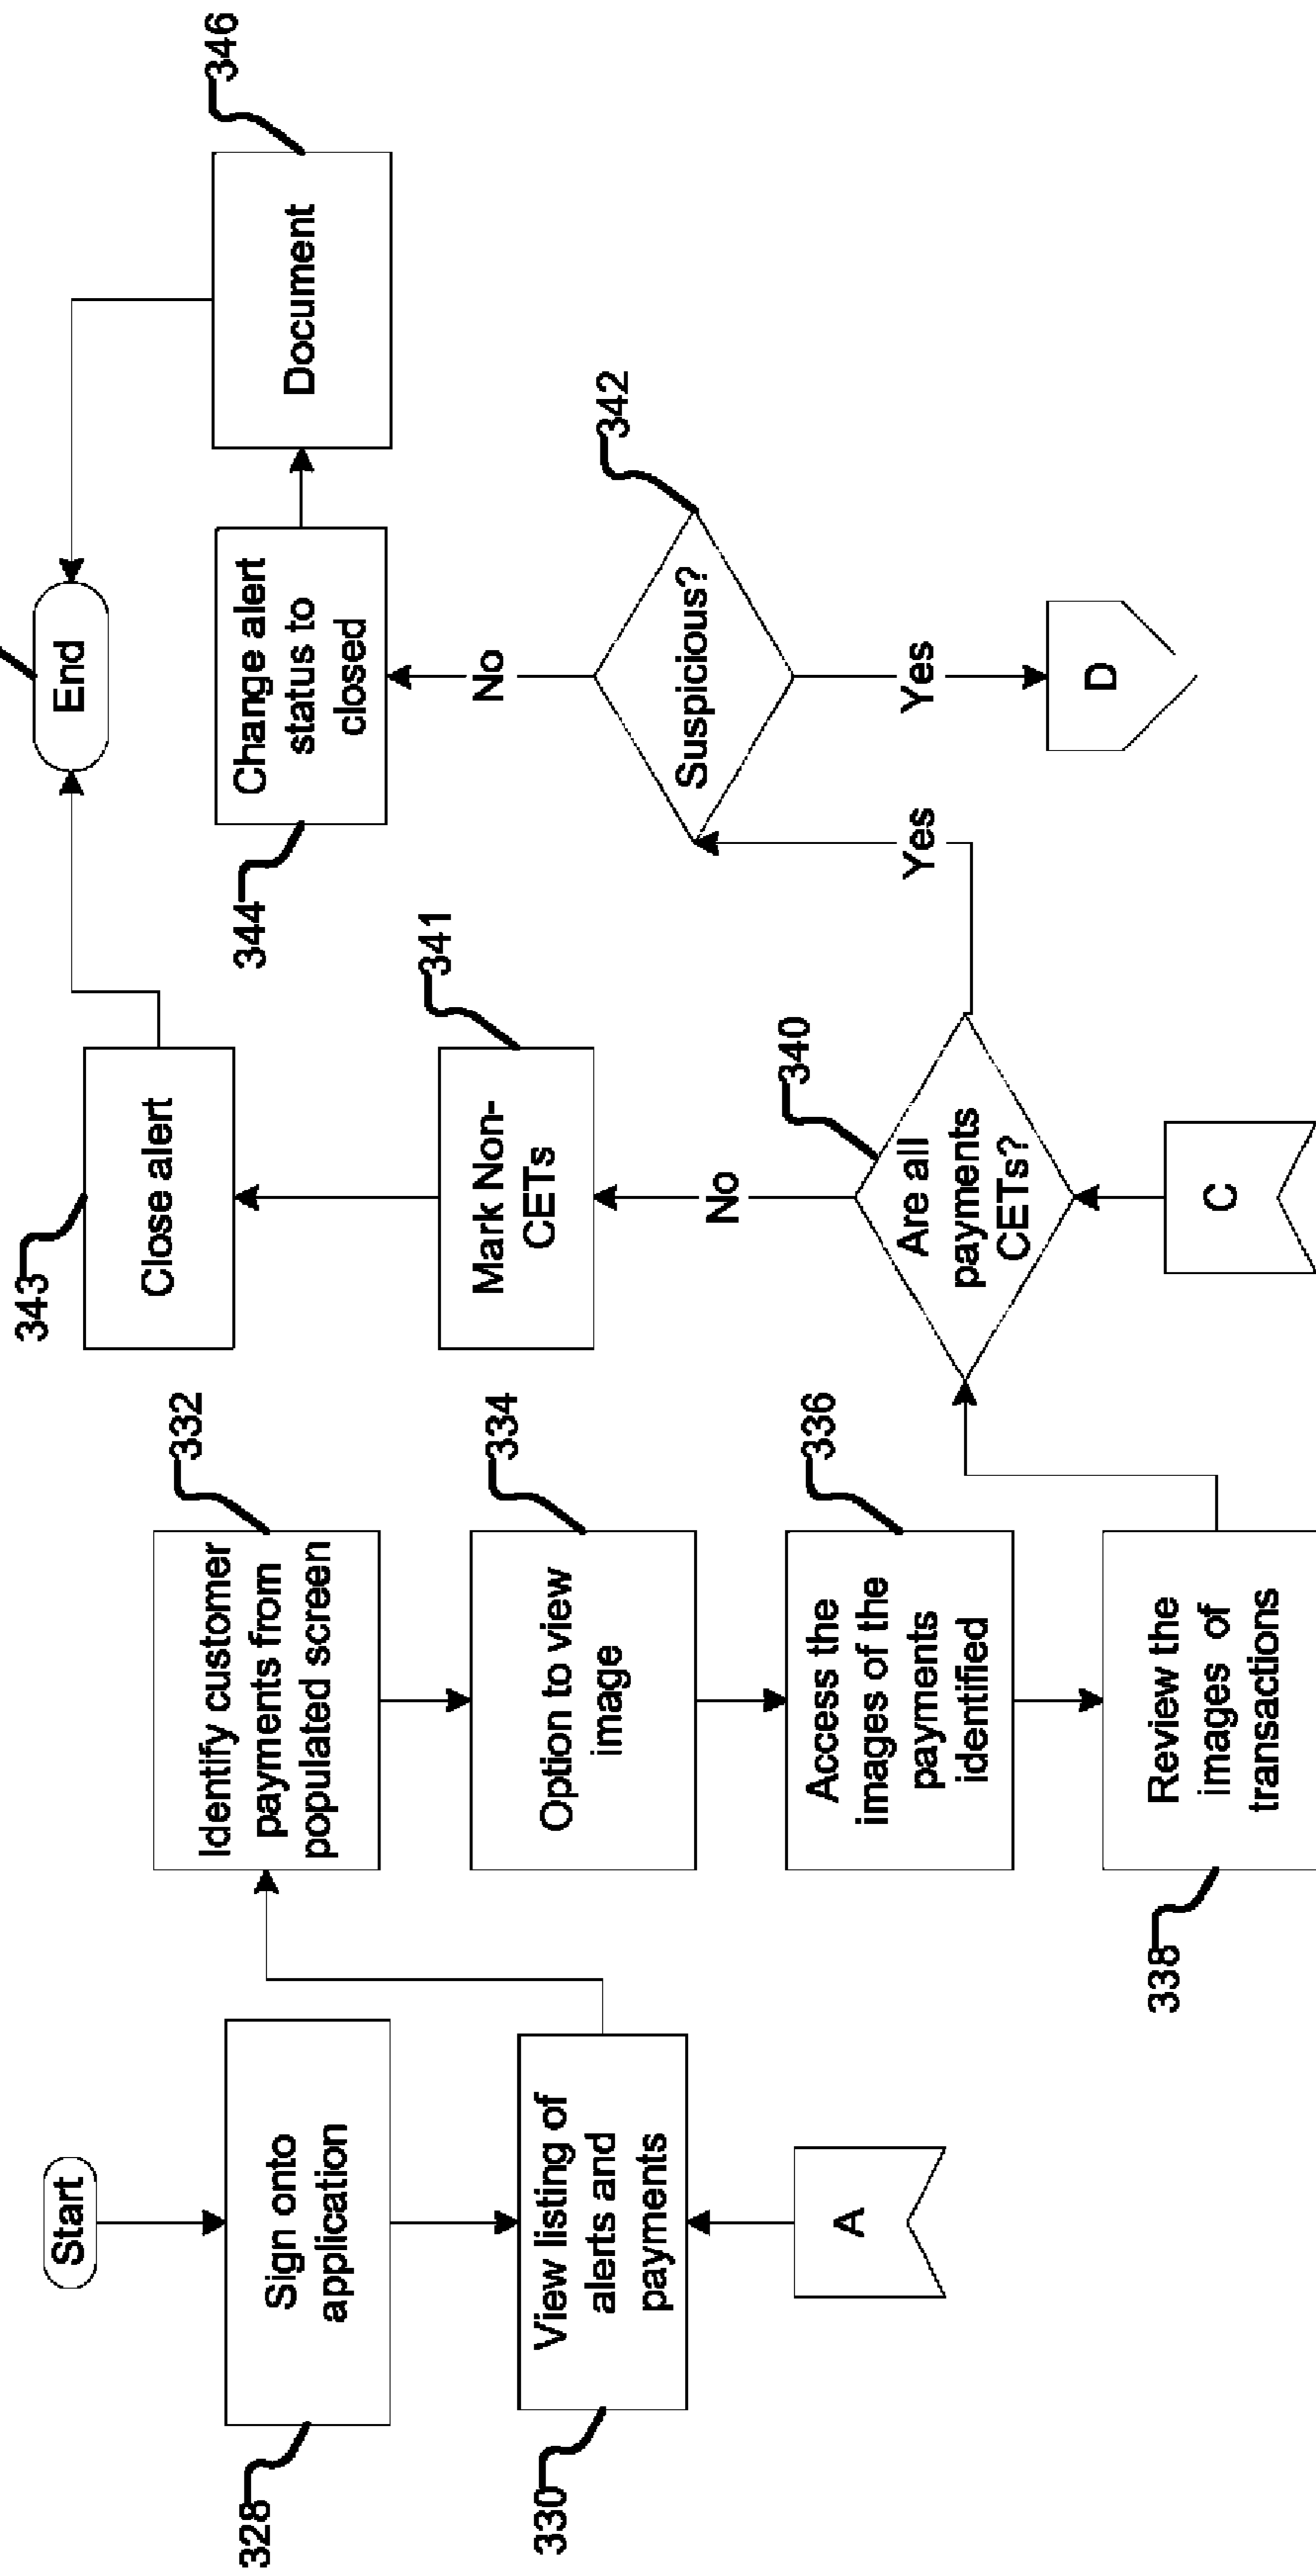 Start
Sign onto
application
328
View listing of
alerts and
payments
330
A
Identify customer
payments from
populated screen
332
Option to view
image
334
Access the
images of the
payments
identified
336
Review the
images of
transactions
338
Close alert
343
Mark Non-
CETs
341
No
Are all
payments
CETs?
340
C
Yes
End
Change alert
status to
closed
344
Document
346
No
Suspicious?
342
Yes
D